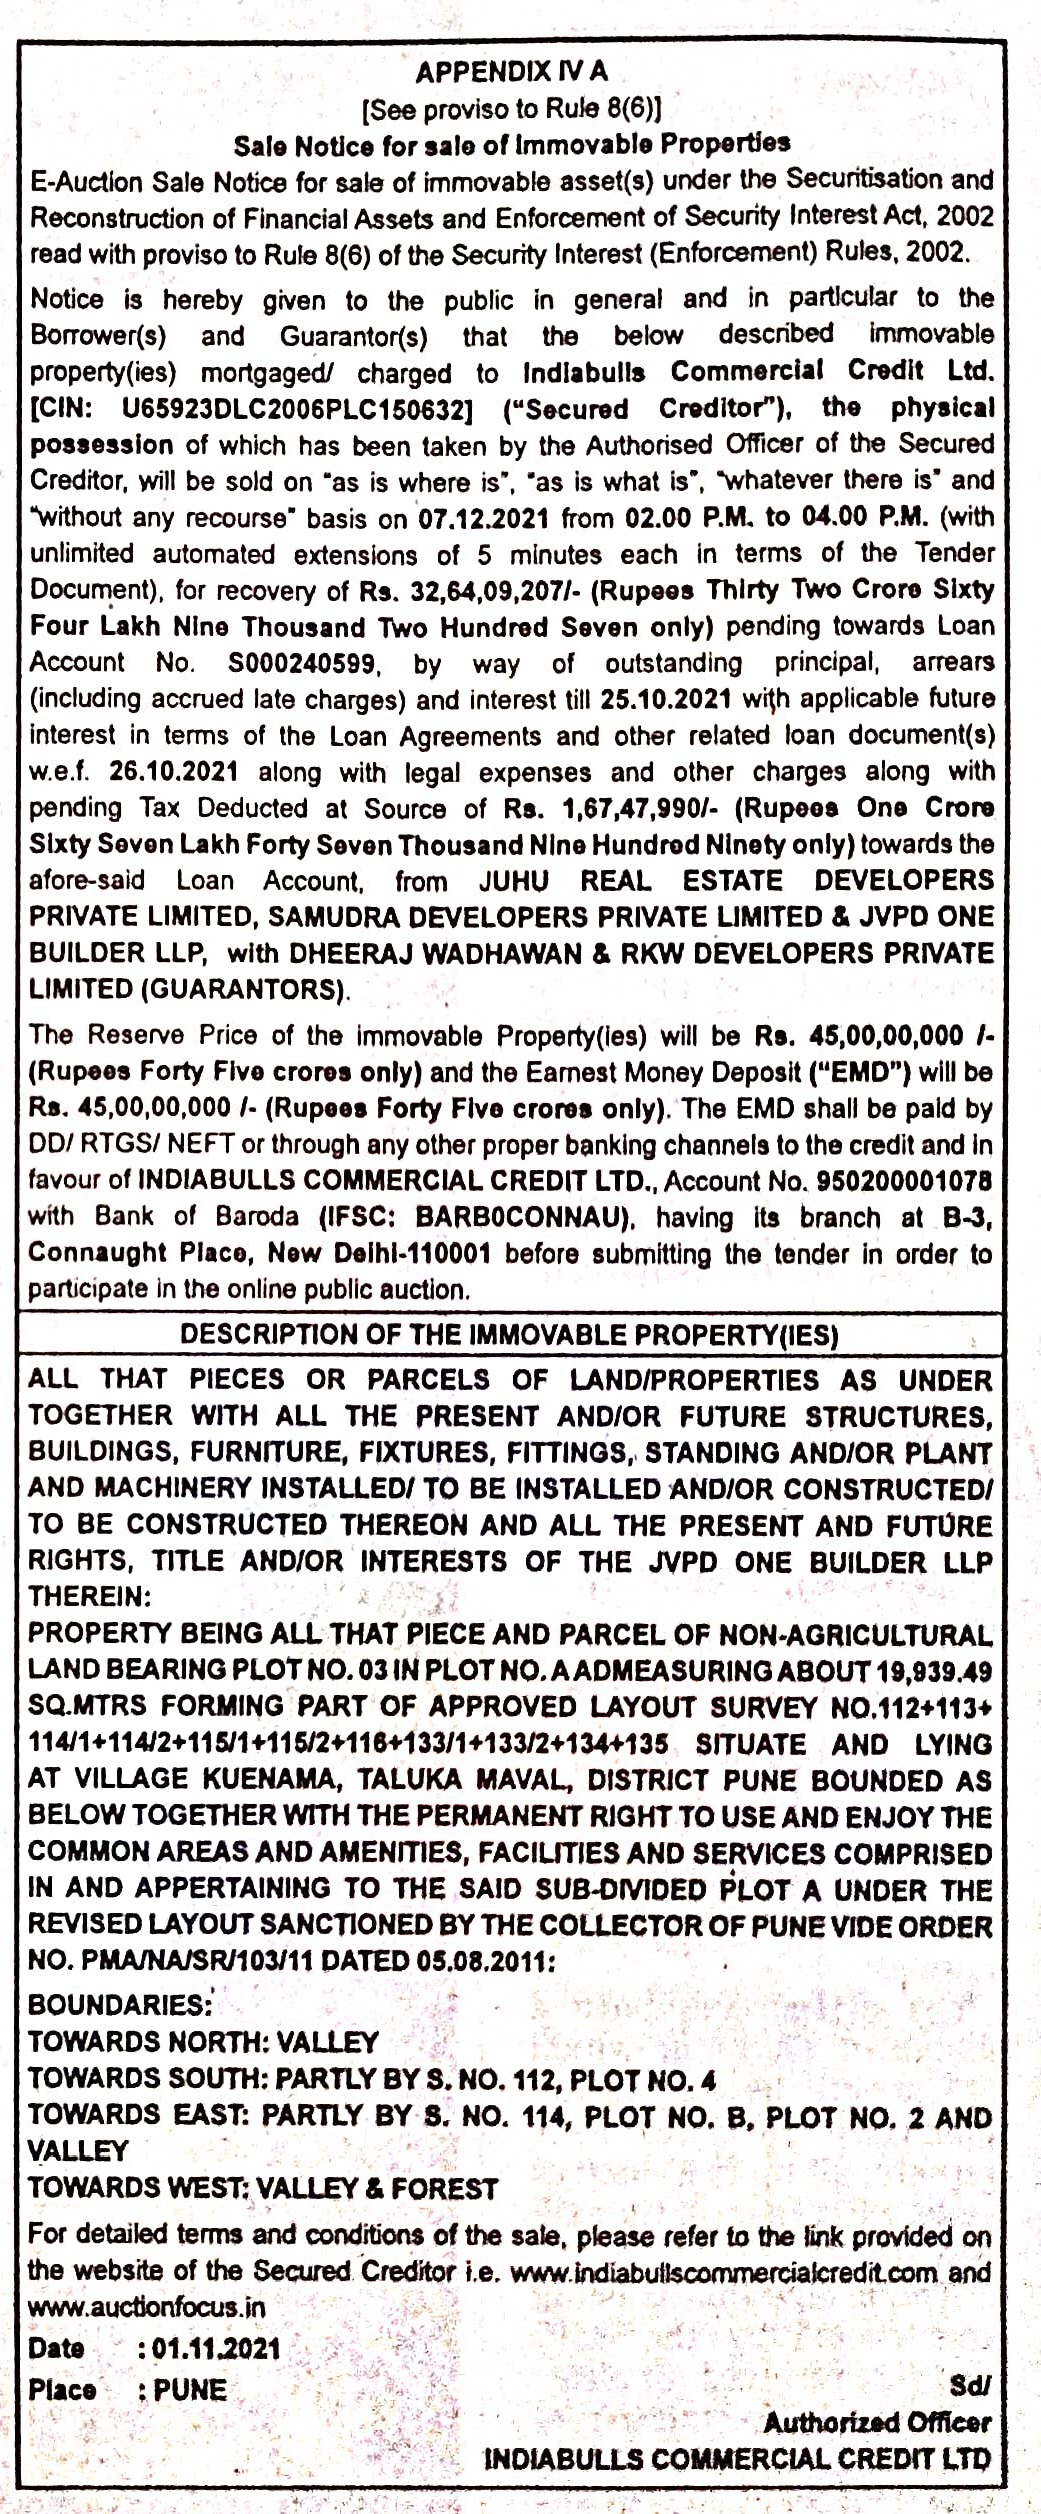 APPENDIX IV A
[See proviso to Rule 8(6)]
Sale Notice for sale of Immovable Properties
E-Auction Sale Notice for sale of immovable asset(s) under the Securitisation and
Reconstruction of Financial Assets and Enforcement of Security Interest Act, 2002
read with proviso to Rule 8(6) of the Security Interest (Enforcement) Rules, 2002.
Notice is hereby given to the public in general and in particular to the
Borrower(s) and Guarantor(s) that the below described immovable
property(ies) mortgaged/ charged to Indiabulls Commercial Credit Ltd.
[CIN: U65923DLC2006PLC150632] (“Secured Creditor”), the physical
possession of which has been taken by the Authorised Officer of the Secured
Creditor, will be sold on “as is where is”, “as is what is”, “whatever there is” and
“without any recourse” basis on 07.12.2021 from 02.00 P.M. to 04.00 P.M. (with
unlimited automated extensions of 5 minutes each in terms of the Tender
Document), for recovery of Rs. 32,64,09,207/- (Rupees Thirty Two Crore Sixty
Four Lakh Nine Thousand Two Hundred Seven only) pending towards Loan
Account No. S000240599, by way of outstanding principal, arrears
(including accrued late charges) and interest till 25.10.2021 with applicable future
interest in terms of the Loan Agreements and other related loan document(s)
w.e.f. 26.10.2021 along with legal expenses and other charges along with
pending Tax Deducted at Source of Rs. 1,67,47,990/- (Rupees One Crore
Sixty Seven Lakh Forty Seven Thousand Nine Hundred Ninety only) towards the
afore-said Loan Account, from JUHU REAL ESTATE DEVELOPERS
PRIVATE LIMITED, SAMUDRA DEVELOPERS PRIVATE LIMITED & JVPD ONE
BUILDER LLP, with DHEERAJ WADHAWAN & RKW DEVELOPERS PRIVATE
LIMITED (GUARANTORS).
The Reserve Price of the immovable Property(ies) will be Rs. 45,00,00,000 /-
(Rupees Forty Five crores only) and the Earnest Money Deposit (“EMD”) will be
Rs. 45,00,00,000 /- (Rupees Forty Five crores only). The EMD shall be paid by
DD/ RTGS/ NEFT or through any other proper banking channels to the credit and in
favour of INDIABULLS COMMERCIAL CREDIT LTD., Account No. 950200001078
with Bank of Baroda (IFSC: BARB0CONNAU), having its branch at B-3,
Connaught Place, New Delhi-110001 before submitting the tender in order to
participate in the online public auction.
DESCRIPTION OF THE IMMOVABLE PROPERTY(IES)
ALL THAT PIECES OR PARCELS OF LAND/PROPERTIES AS UNDER
TOGETHER WITH ALL THE PRESENT AND/OR FUTURE STRUCTURES,
BUILDINGS, FURNITURE, FIXTURES, FITTINGS, STANDING AND/OR PLANT
AND MACHINERY INSTALLED/ TO BE INSTALLED AND/OR CONSTRUCTED/
TO BE CONSTRUCTED THEREON AND ALL THE PRESENT AND FUTURE
RIGHTS, TITLE AND/OR INTERESTS OF THE JVPD ONE BUILDER LLP
THEREIN:
PROPERTY BEING ALL THAT PIECE AND PARCEL OF NON-AGRICULTURAL
LAND BEARING PLOT NO. 03 IN PLOT NO. A ADMEASURING ABOUT 19,939.49
SQ.MTRS FORMING PART OF APPROVED LAYOUT SURVEY NO.112+113+
114/1+114/2+115/1+115/2+116+133/1+133/2+134+135 SITUATE AND LYING
AT VILLAGE KUENAMA, TALUKA MAVAL, DISTRICT PUNE BOUNDED AS
BELOW TOGETHER WITH THE PERMANENT RIGHT TO USE AND ENJOY THE
COMMON AREAS AND AMENITIES, FACILITIES AND SERVICES COMPRISED
IN AND APPERTAINING TO THE SAID SUB-DIVIDED PLOT A UNDER THE
REVISED LAYOUT SANCTIONED BY THE COLLECTOR OF PUNE VIDE ORDER
NO. PMA/NA/SR/103/11 DATED 05.08.2011:
BOUNDARIES:
TOWARDS NORTH: VALLEY
TOWARDS SOUTH: PARTLY BY S. NO. 112, PLOT NO. 4
TOWARDS EAST: PARTLY BY S. NO. 114, PLOT NO. B, PLOT NO. 2 AND
VALLEY
TOWARDS WEST: VALLEY & FOREST
For detailed terms and conditions of the sale, please refer to the link provided on
the website of the Secured Creditor i.e. www.indiabullscommercialcredit.com and
www.auctionfocus.in
Date : 01.11.2021
Place : PUNE
Sd/
Authorized Officer
INDIABULLS COMMERCIAL CREDIT LTD